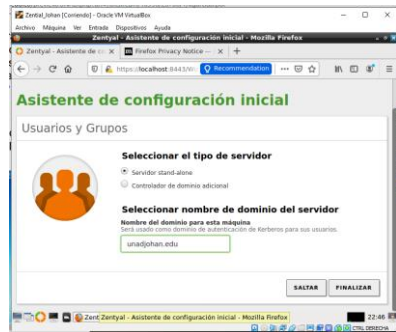 Zential_Johan [Corriendo] - Oracle VM VirtualBox
Archivo Máquina Ver Entrada Dispositivos Ayuda
Zentyal - Asistente de configuración inicial - Mozilla Firefox
Zentyal - Asistente de co
Firefox Privacy Notice —
https://localhost:8443/Wi
Recommendation
Asistente de configuración inicial
Usuarios y Grupos
Seleccionar el tipo de servidor
Servidor stand-alone
Controlador de dominio adicional
Seleccionar nombre de dominio del servidor
Nombre del dominio para esta máquina
Será usado como dominio de autenticación de Kerberos para sus usuarios.
unadjohan.edu
SALTAR FINALIZAR
Zentyal - Asistente de configuración inicial - Mozilla Firefox
22:46
CTRL DERECHA